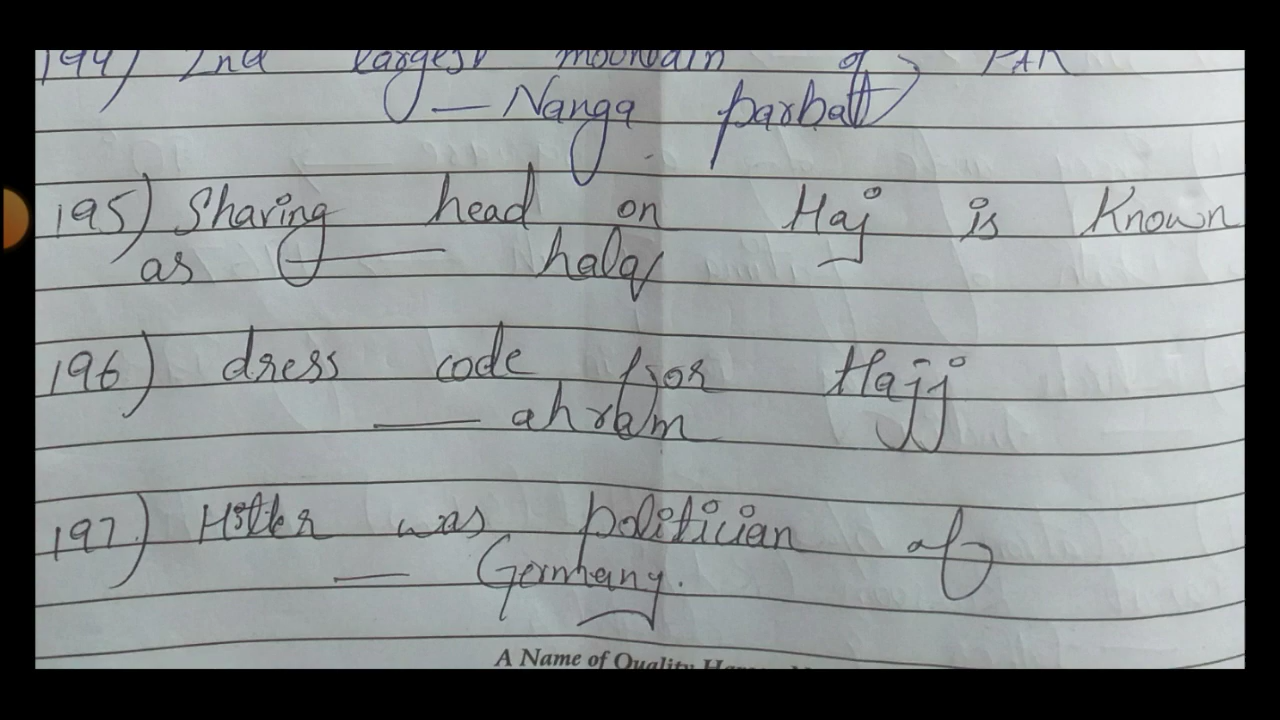 194) 2nd largest mountain of PAK
— Nanga parbatt
195) Sharing head on Haj is Known
as — halq
196) dress code for Hajj
— ahram
197) Hitler was politician of
— Germany.
A Name of Quality